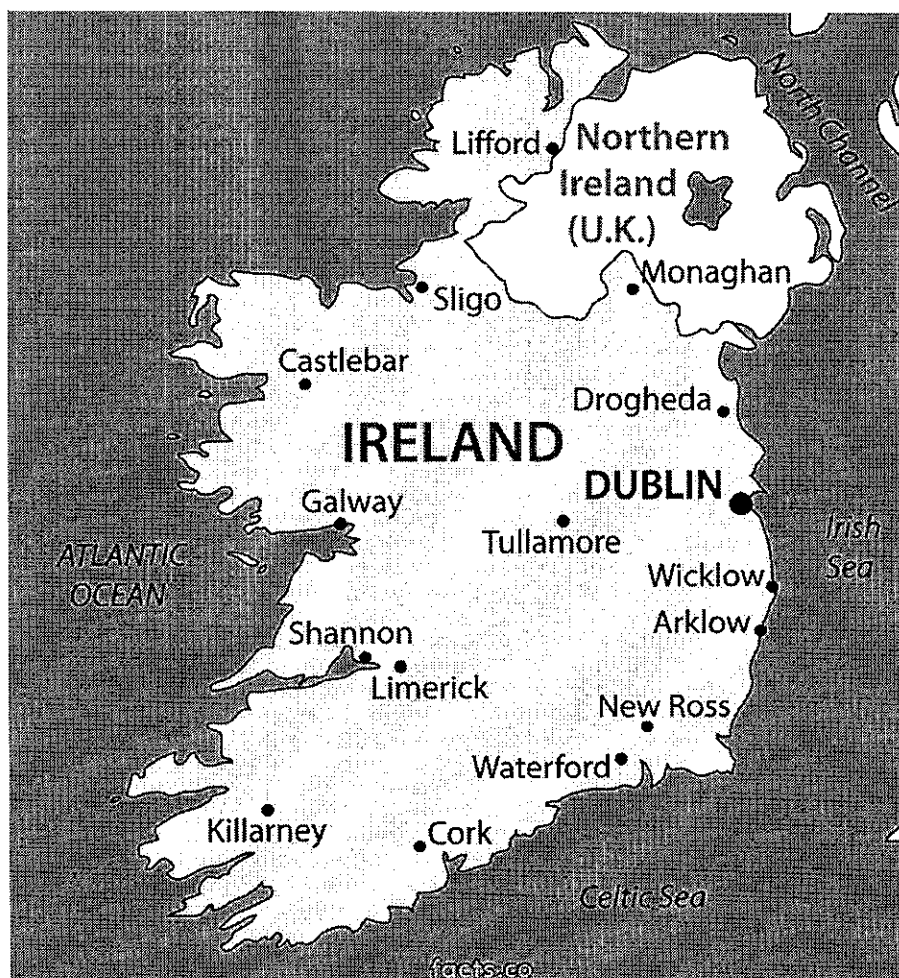 North Channel
Lifford
Northern
Ireland
(U.K.)
Monaghan
Sligo
Castlebar
Drogheda
IRELAND
DUBLIN
Galway
Tullamore
Irish
Sea
ATLANTIC
OCEAN
Wicklow
Arklow
Shannon
Limerick
New Ross
Waterford
Killarney
Cork
Celtic Sea
facts.co